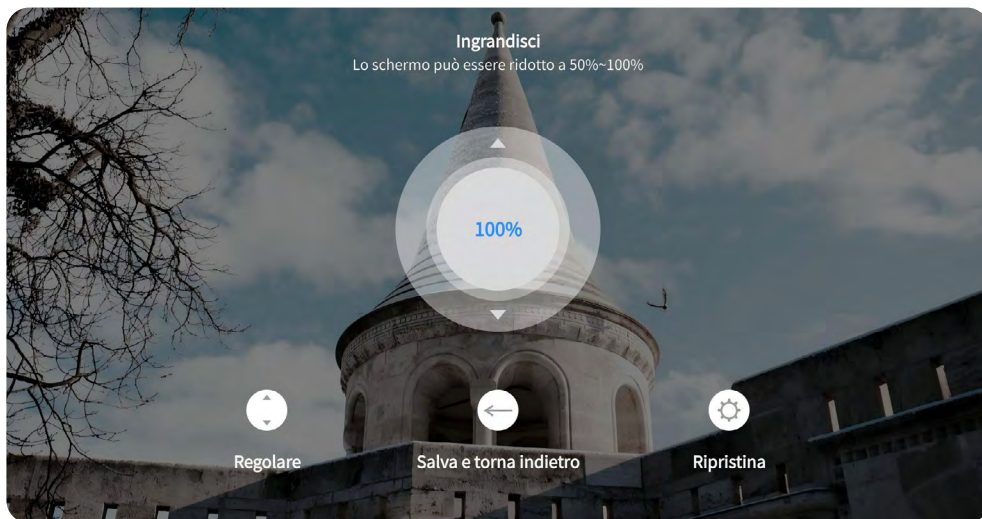 Ingrandisci
Lo schermo può essere ridotto a 50%~100%
100%
Regolare
Salva e torna indietro
Ripristina